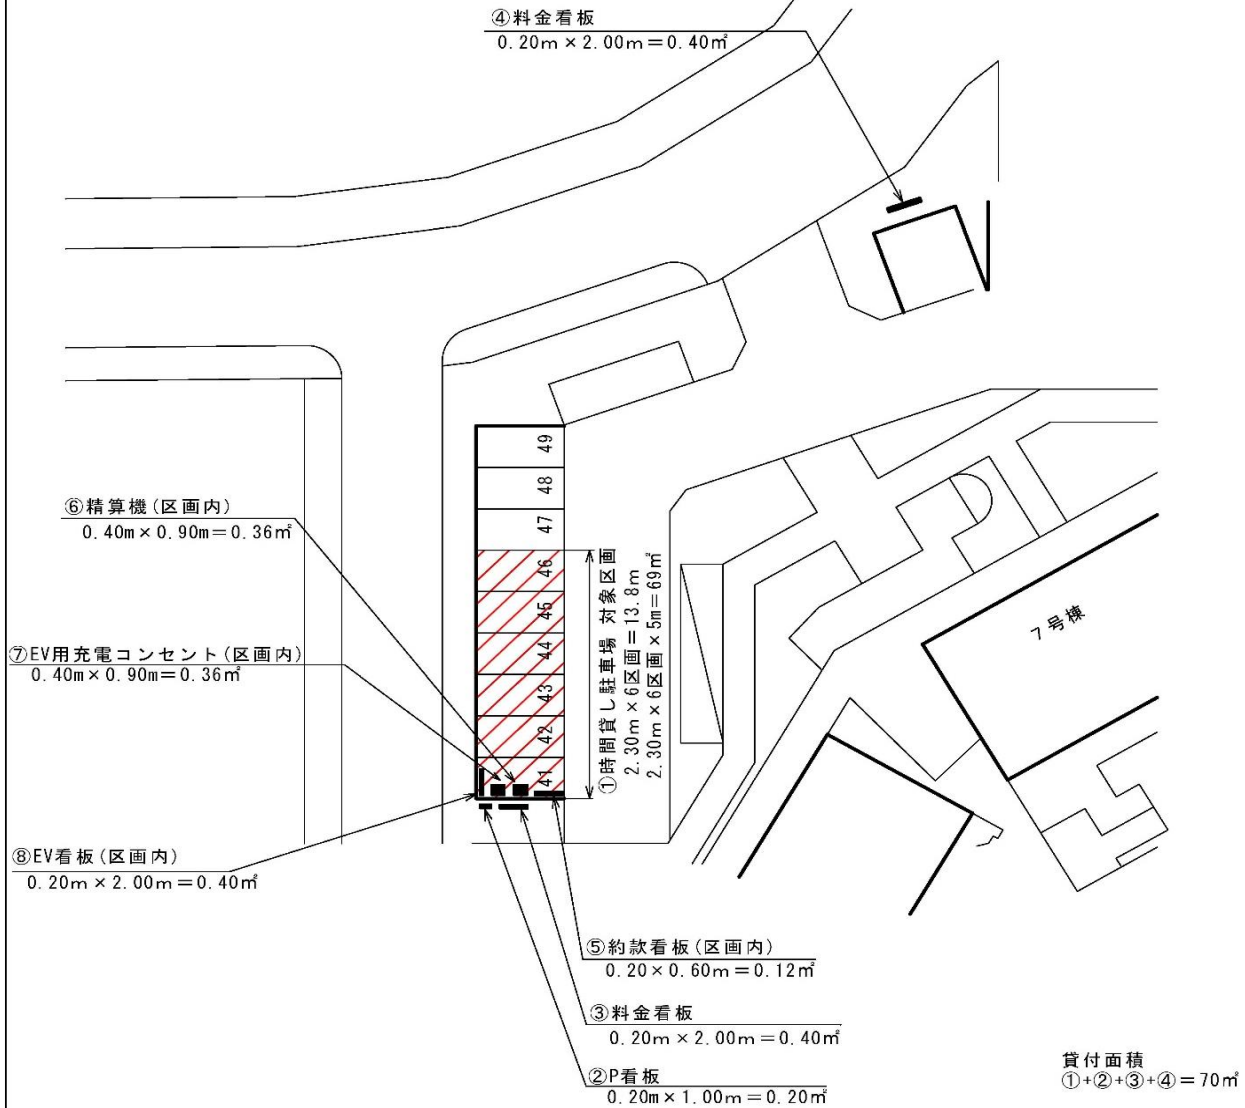 ④料金看板
0.20m×2.00m=0.40㎡
49
48
47
46
45
44
43
42
41
①時間貸し駐車場 対象区画
2.30m×6区画=13.8m
2.30m×6区画×5m=69㎡
⑥精算機(区画内)
0.40m×0.90m=0.36㎡
7号棟
⑦EV用充電コンセント(区画内)
0.40m×0.90m=0.36㎡
⑧EV看板(区画内)
0.20m×2.00m=0.40㎡
⑤約款看板(区画内)
0.20×0.60m=0.12㎡
③料金看板
0.20m×2.00m=0.40㎡
②P看板
0.20m×1.00m=0.20㎡
貸付面積
①+②+③+④=70㎡